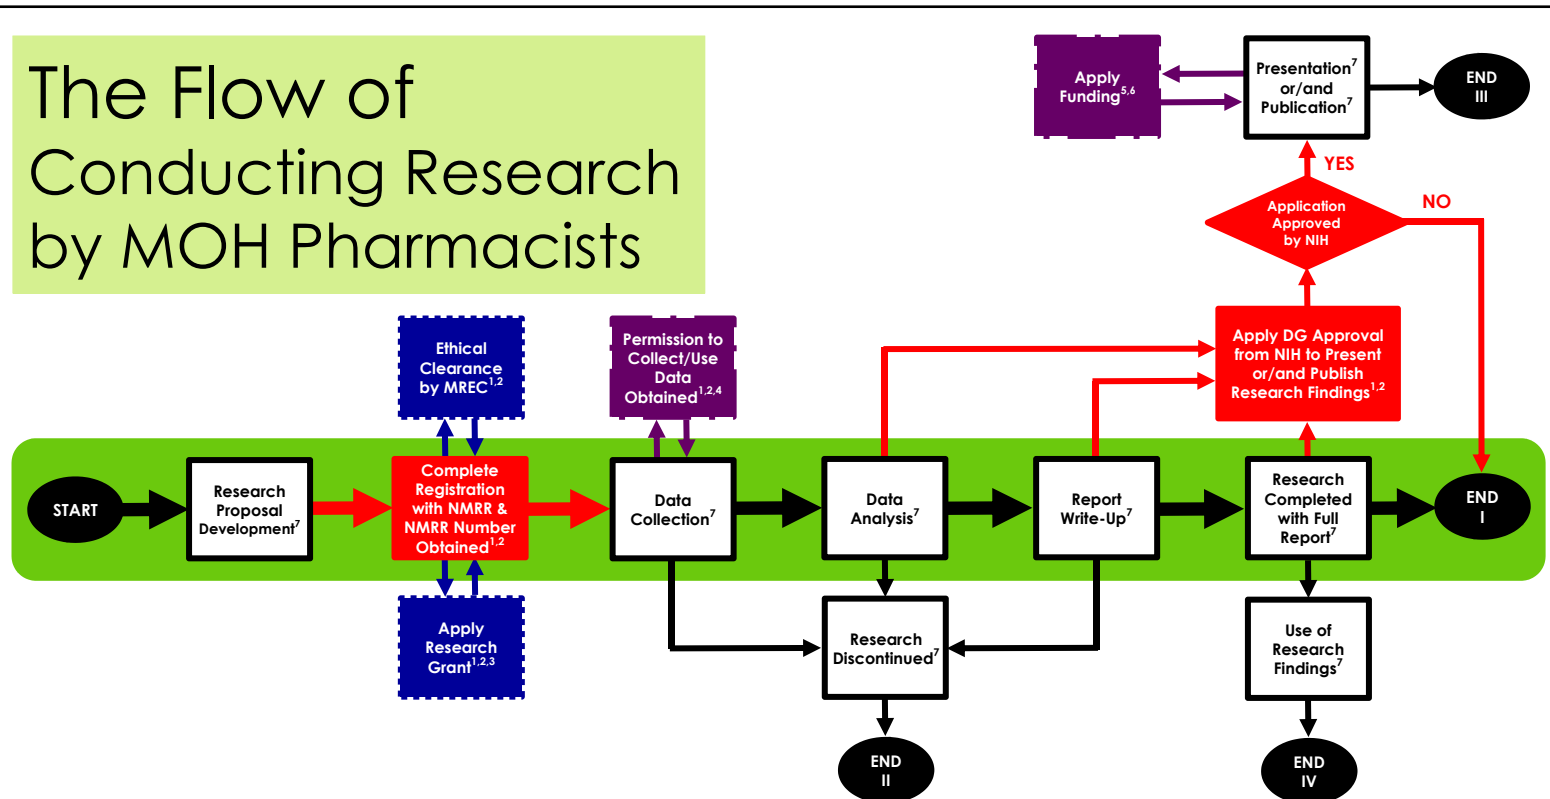 The Flow of
Conducting Research
by MOH Pharmacists
Apply
Funding5,6
Presentation7
or/and
Publication7
END
III
YES
Application
Approved
by NIH
NO
Ethical
Clearance
by MREC1,2
Permission to
Collect/Use
Data
Obtained1,2,4
Apply DG Approval
from NIH to Present
or/and Publish
Research Findings1,2
START
Research
Proposal
Development7
Complete
Registration
with NMRR &
NMRR Number
Obtained1,2
Data
Collection7
Data
Analysis7
Report
Write-Up7
Research
Completed
with Full
Report7
END
I
Apply
Research
Grant1,2,3
Research
Discontinued7
Use of
Research
Findings7
END
II
END
IV